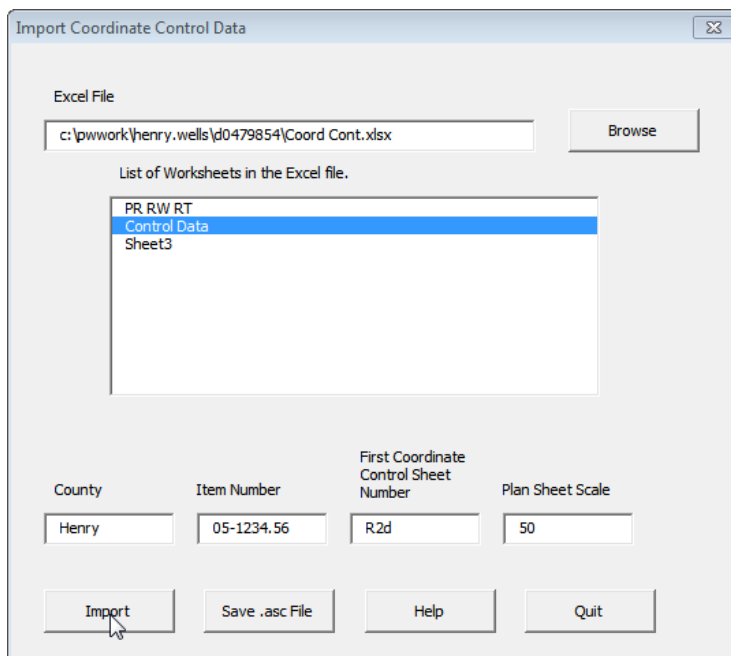 Import Coordinate Control Data
Excel File
c:\pwwork\henry.wells\d0479854\Coord Cont.xlsx
Browse
List of Worksheets in the Excel file.
PR RW RT
Control Data
Sheet3
County
Item Number
First Coordinate
Control Sheet
Number
Plan Sheet Scale
Henry
05-1234.56
R2d
50
Import
Save .asc File
Help
Quit